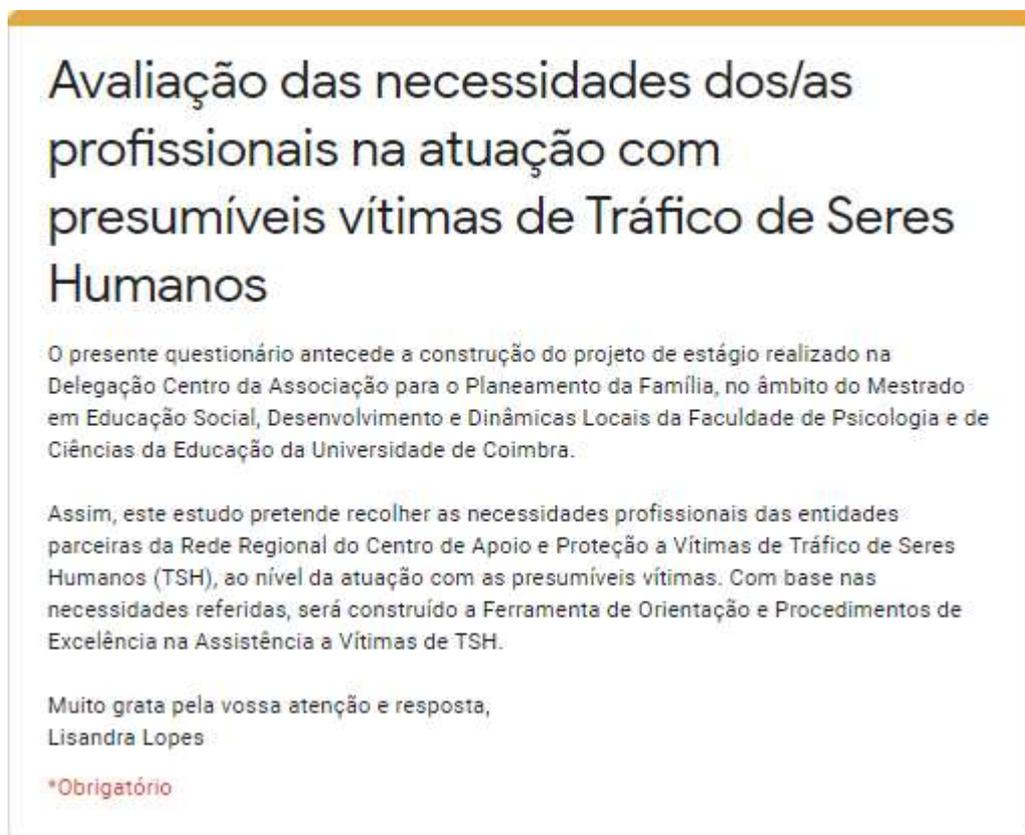 Avaliação das necessidades dos/as
profissionais na atuação com
presumíveis vítimas de Tráfico de Seres
Humanos
O presente questionário antecede a construção do projeto de estágio realizado na
Delegação Centro da Associação para o Planeamento da Família, no âmbito do Mestrado
em Educação Social, Desenvolvimento e Dinâmicas Locais da Faculdade de Psicologia e de
Ciências da Educação da Universidade de Coimbra.
Assim, este estudo pretende recolher as necessidades profissionais das entidades
parceiras da Rede Regional do Centro de Apoio e Proteção a Vítimas de Tráfico de Seres
Humanos (TSH), ao nível da atuação com as presumíveis vítimas. Com base nas
necessidades referidas, será construído a Ferramenta de Orientação e Procedimentos de
Excelência na Assistência a Vítimas de TSH.
Muito grata pela vossa atenção e resposta,
Lisandra Lopes
*Obrigatório